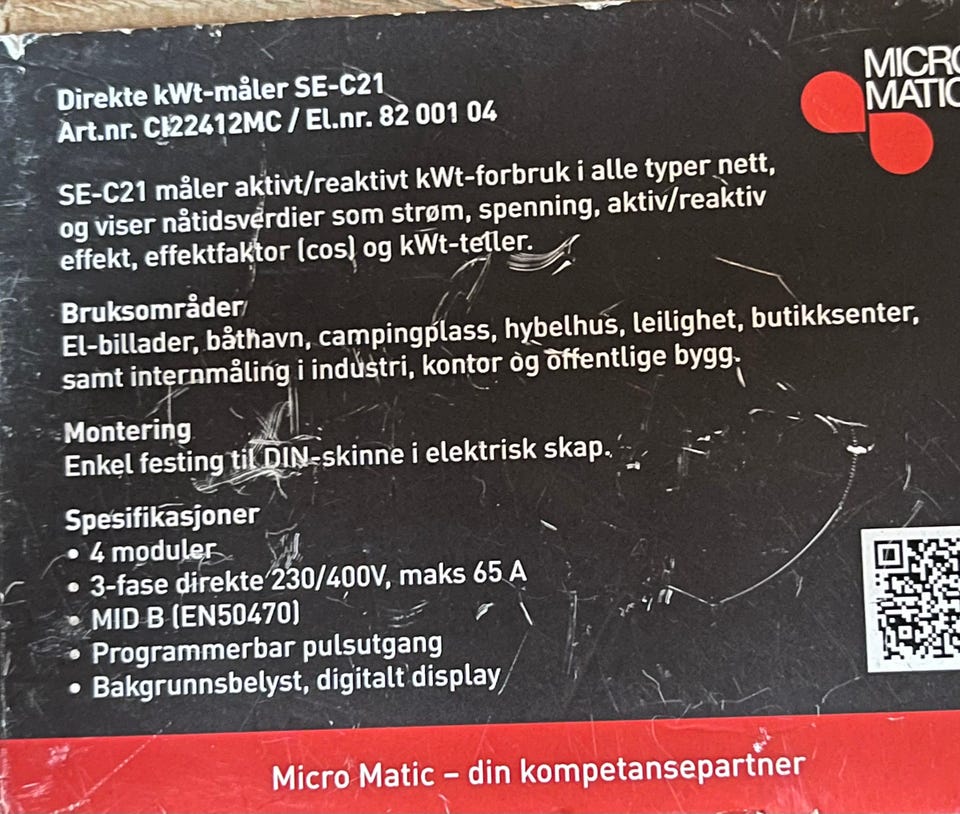 Direkte kWt-måler SE-C21
Art.nr. CI22412MC / El.nr. 82 001 04
MICRO
MATIC
SE-C21 måler aktivt/reaktivt kWt-forbruk i alle typer nett,
og viser nåtidsverdier som strøm, spenning, aktiv/reaktiv
effekt, effektfaktor (cos) og kWt-teller.
Bruksområder
El-billader, båthavn, campingplass, hybelhus, leilighet, butikksenter,
samt internmåling i industri, kontor og offentlige bygg.
Montering
Enkel festing til DIN-skinne i elektrisk skap.
Spesifikasjoner
• 4 moduler
• 3-fase direkte 230/400V, maks 65 A
• MID B (EN50470)
• Programmerbar pulsutgang
• Bakgrunnsbelyst, digitalt display
Micro Matic – din kompetansepartner